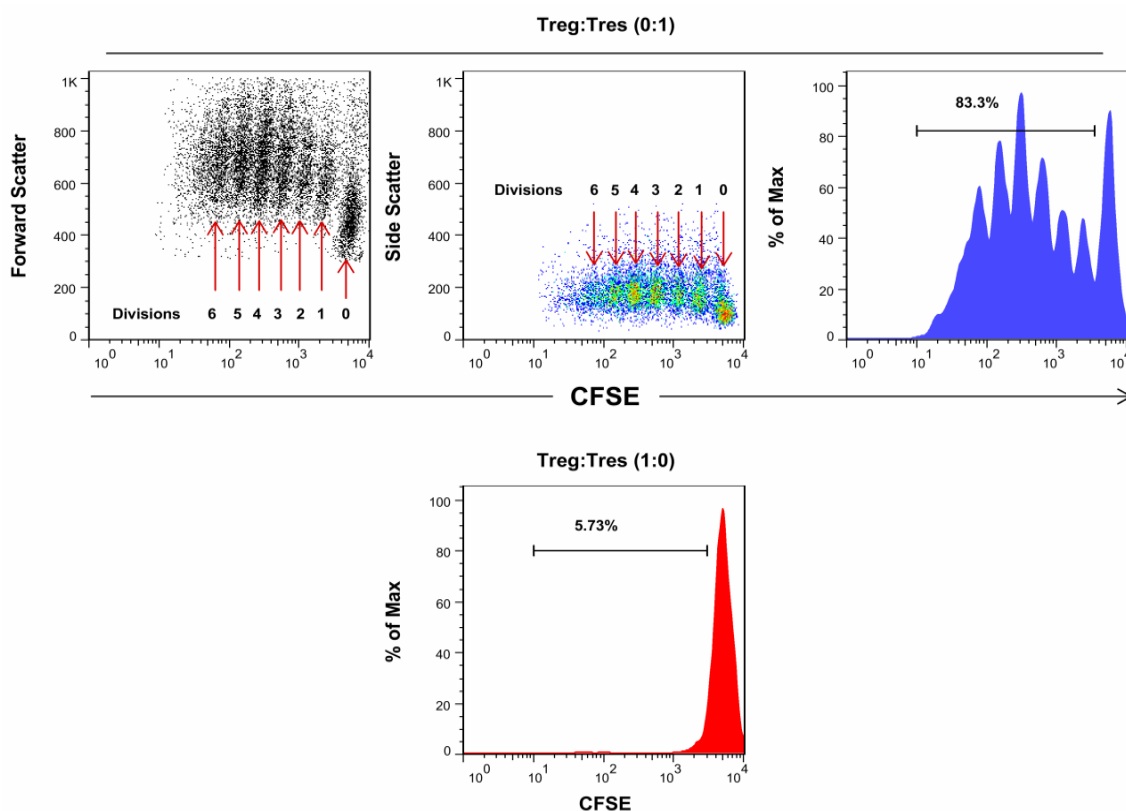 Treg:Tres (0:1)
Forward Scatter
1K
800
600
400
200
0
Divisions 6 5 4 3 2 1 0
10^0 10^1 10^2 10^3 10^4
Side Scatter
1K
800
600
400
200
0
Divisions 6 5 4 3 2 1 0
10^0 10^1 10^2 10^3 10^4
% of Max
100
80
60
40
20
0
83.3%
10^0 10^1 10^2 10^3 10^4
CFSE
Treg:Tres (1:0)
% of Max
100
80
60
40
20
0
5.73%
10^0 10^1 10^2 10^3 10^4
CFSE